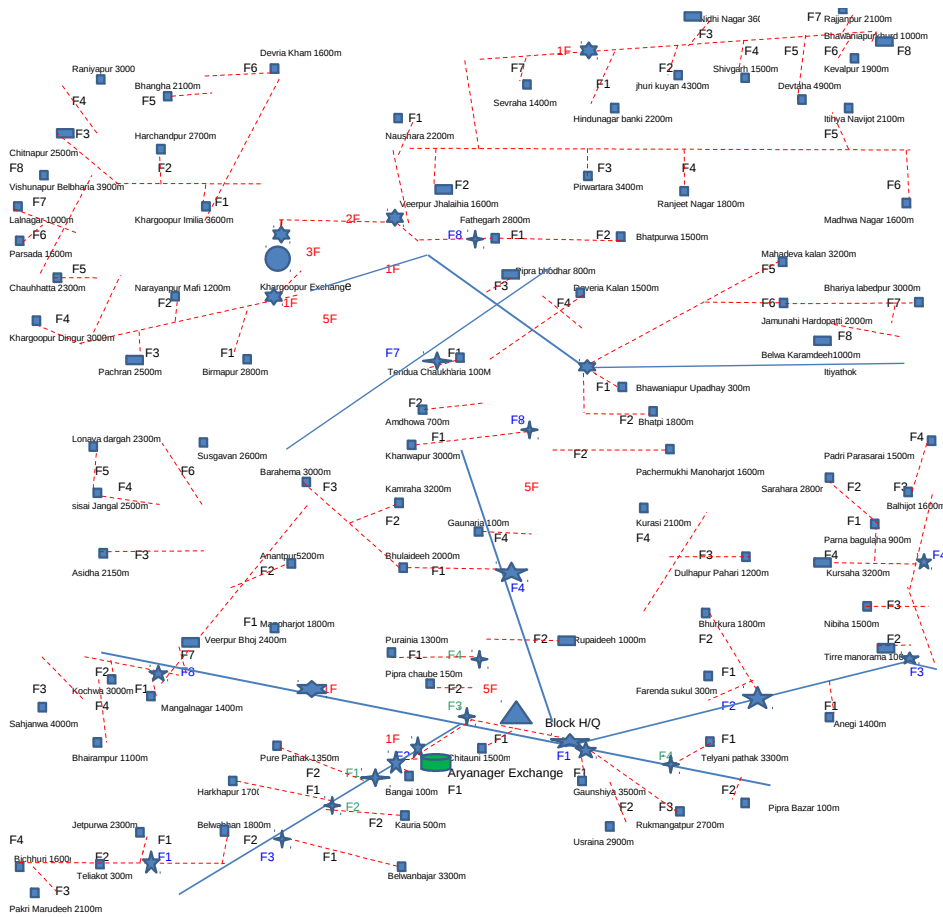 F7 Rajjanpur 2100m
Nidhi Nagar 360
F3
Bhawaniapurkhurd 1000m
Devria Kham 1600m
1F
F4
F5
F6
F8
Raniyapur 3000
F6
Kevalpur 1900m
Bhangha 2100m
F7
F2
Shivgarh 1500m
F5
F1
jhuri kuyan 4300m
Devtaha 4900m
F4
Sevraha 1400m
Hindunagar banki 2200m
Itihya Navijot 2100m
F3
Harchandpur 2700m
F1
Naushara 2200m
F5
Chitnapur 2500m
F8
F2
F3
F4
Vishunapur Belbharia 3900m
F2
Pirwartara 3400m
F6
F7
F1
Veerpur Jhalaihia 1600m
Ranjeet Nagar 1800m
Lalnagar 1000m
Khargoopur Imilia 3600m
2F
Fathegarh 2800m
Madhwa Nagar 1600m
F6
F8
F1
F2
Bhatpurwa 1500m
Parsada 1600m
3F
Mahadeva kalan 3200m
F5
1F
Pipra bhodhar 800m
F5
Chauhhatta 2300m
Narayanpur Mafi 1200m
Khargoopur Exchange
F3
Deveria Kalan 1500m
Bhariya labedpur 3000m
F2
1F
F4
F6
F7
F4
5F
Jamunahi Hardopatti 2000m
Khargoopur Dingur 3000m
F8
F3
F1
F7
F1
Belwa Karamdeeh1000m
Pachran 2500m
Birmapur 2800m
Tendua Chaukhlaria 100M
Itiyathok
F1
Bhawaniapur Upadhay 300m
F2
Amdhowa 700m
F2
Bhatpi 1800m
F8
Lonava dargah 2300m
F1
F4
Susgavan 2600m
Khanwapur 3000m
F2
Padri Parasarai 1500m
F5
F6
Barahema 3000m
Pachermukhi Manoharjot 1600m
F4
F3
Kamraha 3200m
5F
Sarahara 2800r
F2
F3
sisai Jangal 2500m
Balhijot 1600m
F2
Gaunaria 100m
Kurasi 2100m
F1
F4
F4
Parna bagulaha 900m
F3
Anantpur5200m
Bhulaideeh 2000m
F3
F4
F4
Asidha 2150m
F2
F1
Dulhapur Pahari 1200m
Kursaha 3200m
F4
F3
F1
Manoharjot 1800m
Bhurkura 1800m
Nibiha 1500m
Veerpur Bhoj 2400m
Purainia 1300m
F2
Rupaideeh 1000m
F2
F2
F7
F1
F4
Tirre manorama 100
F2
F8
Pipra chaube 150m
F3
F3
Kochwa 3000m
F1
1F
F2
5F
Farenda sukul 300m
F4
Mangalnagar 1400m
F3
F2
F1
Sahjanwa 4000m
Block H/Q
Anegi 1400m
1F
F1
F1
Bhairampur 1100m
Pure Pathak 1350m
F2
Chitauni 1500m
F1
F4
Telyani pathak 3300m
F2
F1
Aryanager Exchange
F1
Harkhapur 1700
F1
Bangai 100m
F1
Gaunshiya 3500m
F2
F2
F2
F3
Pipra Bazar 100m
Jetpurwa 2300m
Belwabhan 1800m
F2
Kauria 500m
F2
Rukmangatpur 2700m
F4
F1
F2
Usraina 2900m
Bichhuri 1600
F2
F1
F3
F1
Teliakot 300m
Belwanbajar 3300m
F3
Pakri Marudeeh 2100m